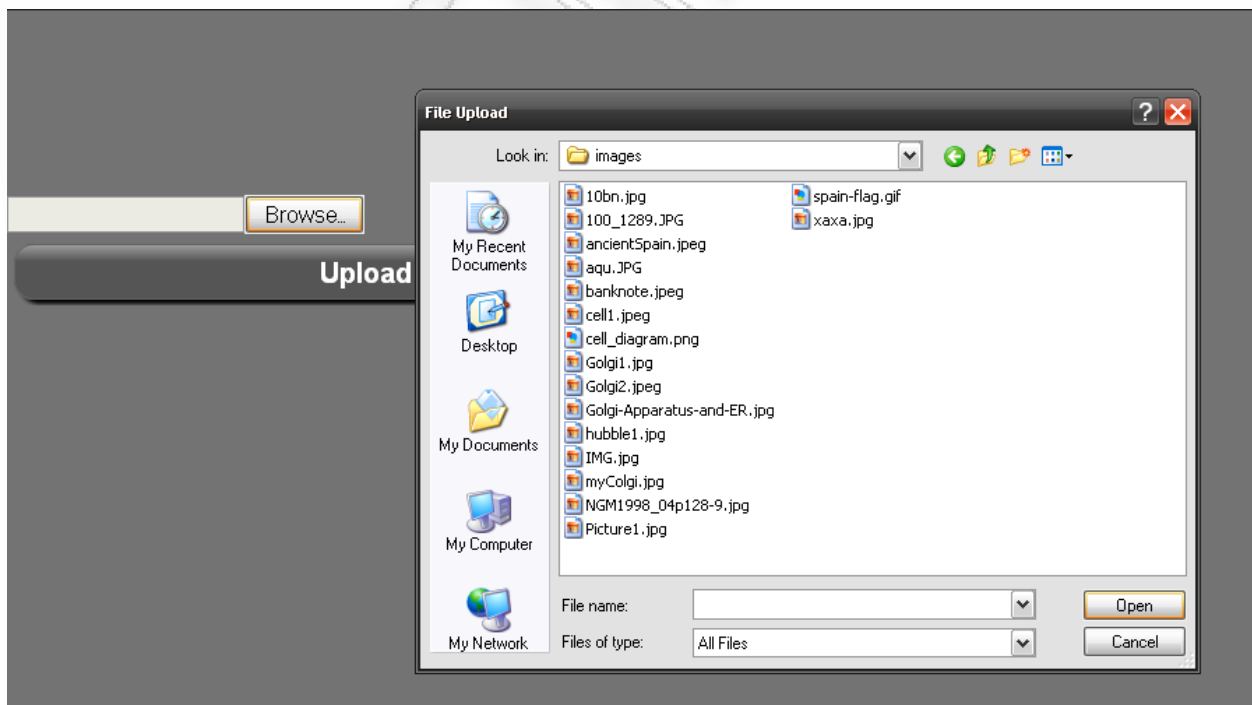 File Upload
Look in:
images
Browse...
Upload
My Recent
Documents
Desktop
My Documents
My Computer
My Network
10bn.jpg
100_1289.JPG
ancientSpain.jpeg
aqu.JPG
banknote.jpeg
cell1.jpeg
cell_diagram.png
Golgi1.jpg
Golgi2.jpeg
Golgi-Apparatus-and-ER.jpg
hubble1.jpg
IMG.jpg
myColgi.jpg
NGM1998_04p128-9.jpg
Picture1.jpg
spain-flag.gif
xaxa.jpg
File name:
Open
Files of type:
All Files
Cancel